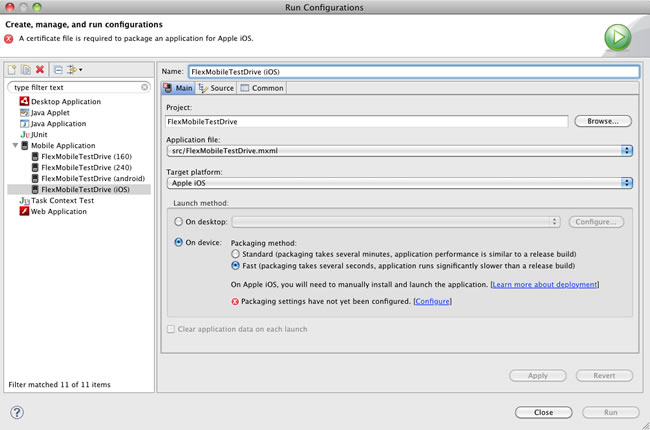 Run Configurations
Create, manage, and run configurations
A certificate file is required to package an application for Apple iOS.
type filter text
Desktop Application
Java Applet
Java Application
JUnit
Mobile Application
FlexMobileTestDrive (160)
FlexMobileTestDrive (240)
FlexMobileTestDrive (android)
FlexMobileTestDrive (iOS)
Task Context Test
Web Application
Filter matched 11 of 11 items
Name: FlexMobileTestDrive (iOS)
Main Source Common
Project:
FlexMobileTestDrive Browse...
Application file:
src/FlexMobileTestDrive.mxml
Target platform:
Apple iOS
Launch method:
On desktop: Configure...
On device: Packaging method:
Standard (packaging takes several minutes, application performance is similar to a release build)
Fast (packaging takes several seconds, application runs significantly slower than a release build)
On Apple iOS, you will need to manually install and launch the application. [Learn more about deployment]
Packaging settings have not yet been configured. [Configure]
Clear application data on each launch
Apply Revert
? Close Run